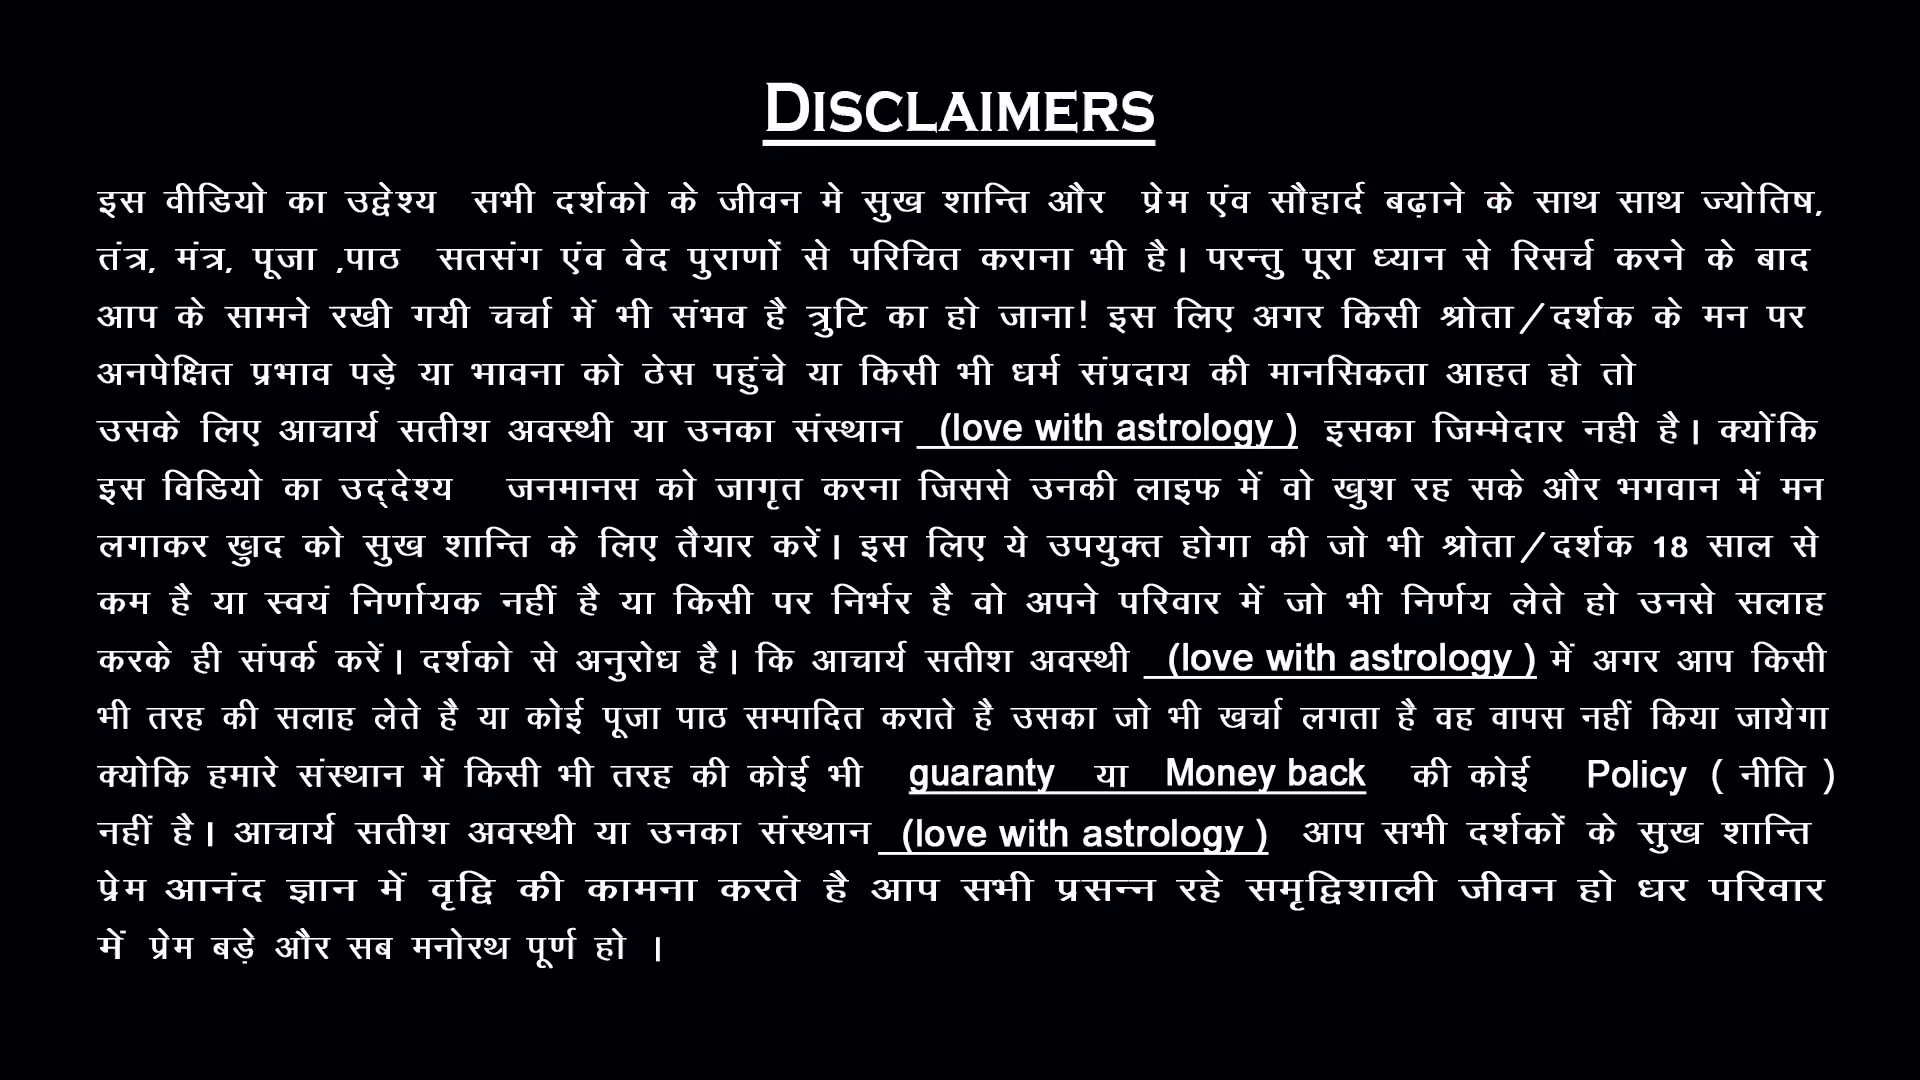 DISCLAIMERS
इस वीडियो का उद्वेश्य सभी दर्शको के जीवन मे सुख शान्ति और प्रेम एंव सौहार्द बढ़ाने के साथ साथ ज्योतिष,
तंत्र, मंत्र, पूजा ,पाठ सतसंग एंव वेद पुराणों से परिचित कराना भी है। परन्तु पूरा ध्यान से रिसर्च करने के बाद
आप के सामने रखी गयी चर्चा में भी संभव है त्रुटि का हो जाना! इस लिए अगर किसी श्रोता/दर्शक के मन पर
अनपेक्षित प्रभाव पड़े या भावना को ठेस पहुंचे या किसी भी धर्म संप्रदाय की मानसिकता आहत हो तो
उसके लिए आचार्य सतीश अवस्थी या उनका संस्थान (love with astrology ) इसका जिम्मेदार नही है। क्योंकि
इस विडियो का उद्देश्य जनमानस को जागृत करना जिससे उनकी लाइफ में वो खुश रह सके और भगवान में मन
लगाकर खुद को सुख शान्ति के लिए तैयार करें। इस लिए ये उपयुक्त होगा की जो भी श्रोता/दर्शक 18 साल से
कम है या स्वयं निर्णायक नहीं है या किसी पर निर्भर है वो अपने परिवार में जो भी निर्णय लेते हो उनसे सलाह
करके ही संपर्क करें। दर्शको से अनुरोध है। कि आचार्य सतीश अवस्थी (love with astrology ) में अगर आप किसी
भी तरह की सलाह लेते है या कोई पूजा पाठ सम्पादित कराते है उसका जो भी खर्चा लगता है वह वापस नहीं किया जायेगा
क्योकि हमारे संस्थान में किसी भी तरह की कोई भी guaranty या Money back की कोई Policy ( नीति )
नहीं है। आचार्य सतीश अवस्थी या उनका संस्थान (love with astrology ) आप सभी दर्शकों के सुख शान्ति
प्रेम आनंद ज्ञान में वृद्वि की कामना करते है आप सभी प्रसन्न रहे समृद्विशाली जीवन हो धर परिवार
में प्रेम बड़े और सब मनोरथ पूर्ण हो ।